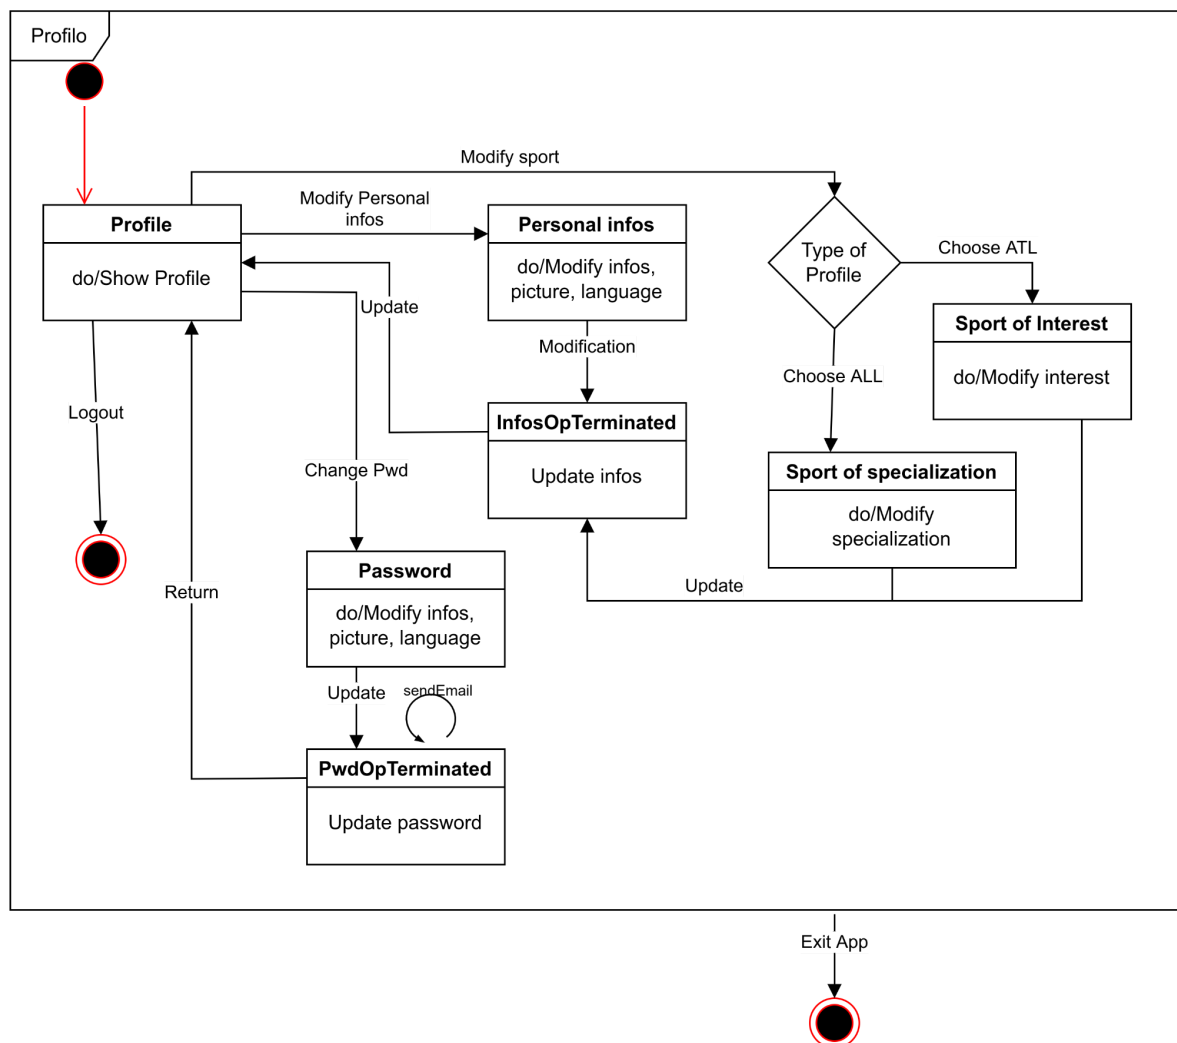 Profilo
Modify sport
Modify Personal
infos
Profile
do/Show Profile
Personal infos
do/Modify infos,
picture, language
Type of
Profile
Choose ATL
Update
Sport of Interest
do/Modify interest
Modification
Choose ALL
Logout
InfosOpTerminated
Update infos
Change Pwd
Sport of specialization
do/Modify
specialization
Password
do/Modify infos,
picture, language
Return
Update
Update
sendEmail
PwdOpTerminated
Update password
Exit App